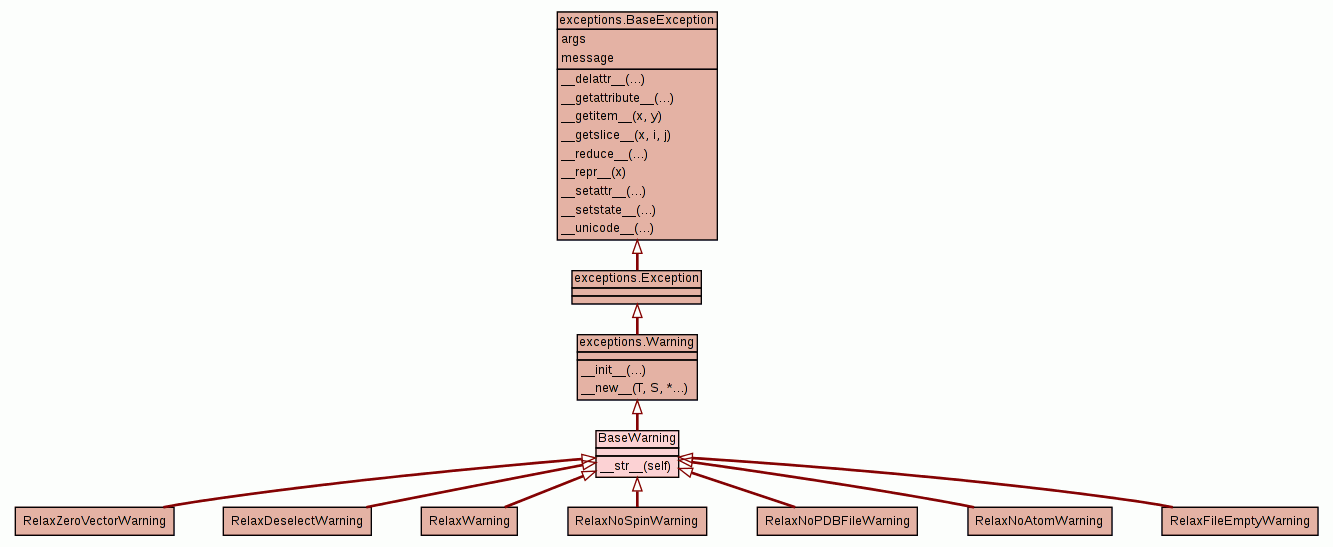 exceptions.BaseException
args
message
__delattr__(...)
__getattribute__(...)
__getitem__(x, y)
__getslice__(x, i, j)
__reduce__(...)
__repr__(x)
__setattr__(...)
__setstate__(...)
__unicode__(...)
exceptions.Exception
exceptions.Warning
__init__(...)
__new__(T, S, *...)
BaseWarning
__str__(self)
RelaxZeroVectorWarning
RelaxDeselectWarning
RelaxWarning
RelaxNoSpinWarning
RelaxNoPDBFileWarning
RelaxNoAtomWarning
RelaxFileEmptyWarning